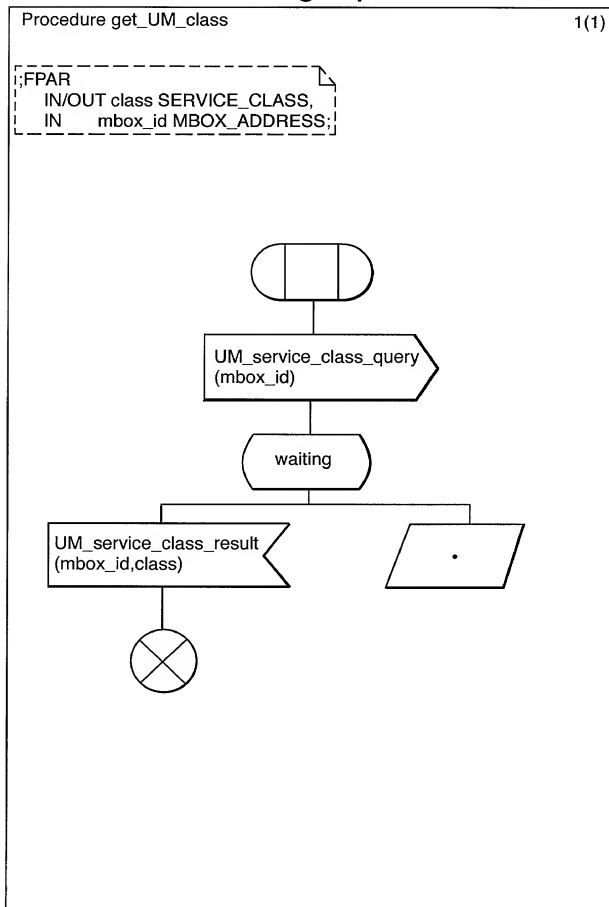 Procedure get_UM_class 1(1)
;FPAR
IN/OUT class SERVICE_CLASS,
IN mbox_id MBOX_ADDRESS;
UM_service_class_query
(mbox_id)
waiting
UM_service_class_result
(mbox_id,class)